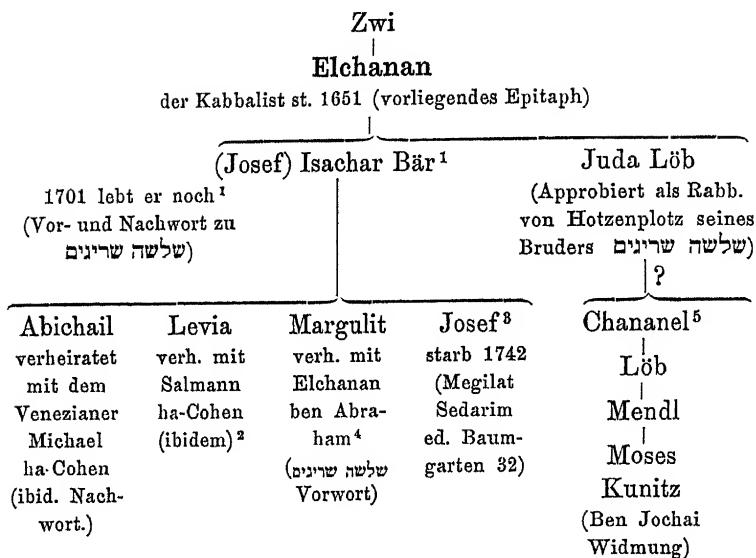 Zwi
Elchanan
der Kabbalist st. 1651 (vorliegendes Epitaph)
(Josef) Isachar Bär¹
1701 lebt er noch¹
(Vor- und Nachwort zu
שלשה שריגים)
Juda Löb
(Approbiert als Rabb.
von Hotzenplotz seines
Bruders שלשה שריגים)
?
Abichail
verheiratet
mit dem
Venezianer
Michael
ha-Cohen
(ibid. Nach-
wort.)
Levia
verh. mit
Salmann
ha-Cohen
(ibidem)²
Margulit
verh. mit
Elchanan
ben Abra-
ham⁴
(שלשה שריגים
Vorwort)
Josef³
starb 1742
(Megilat
Sedarim
ed. Baum-
garten 32)
Chananel⁵
Löb
Mendl
Moses
Kunitz
(Ben Jochai
Widmung)